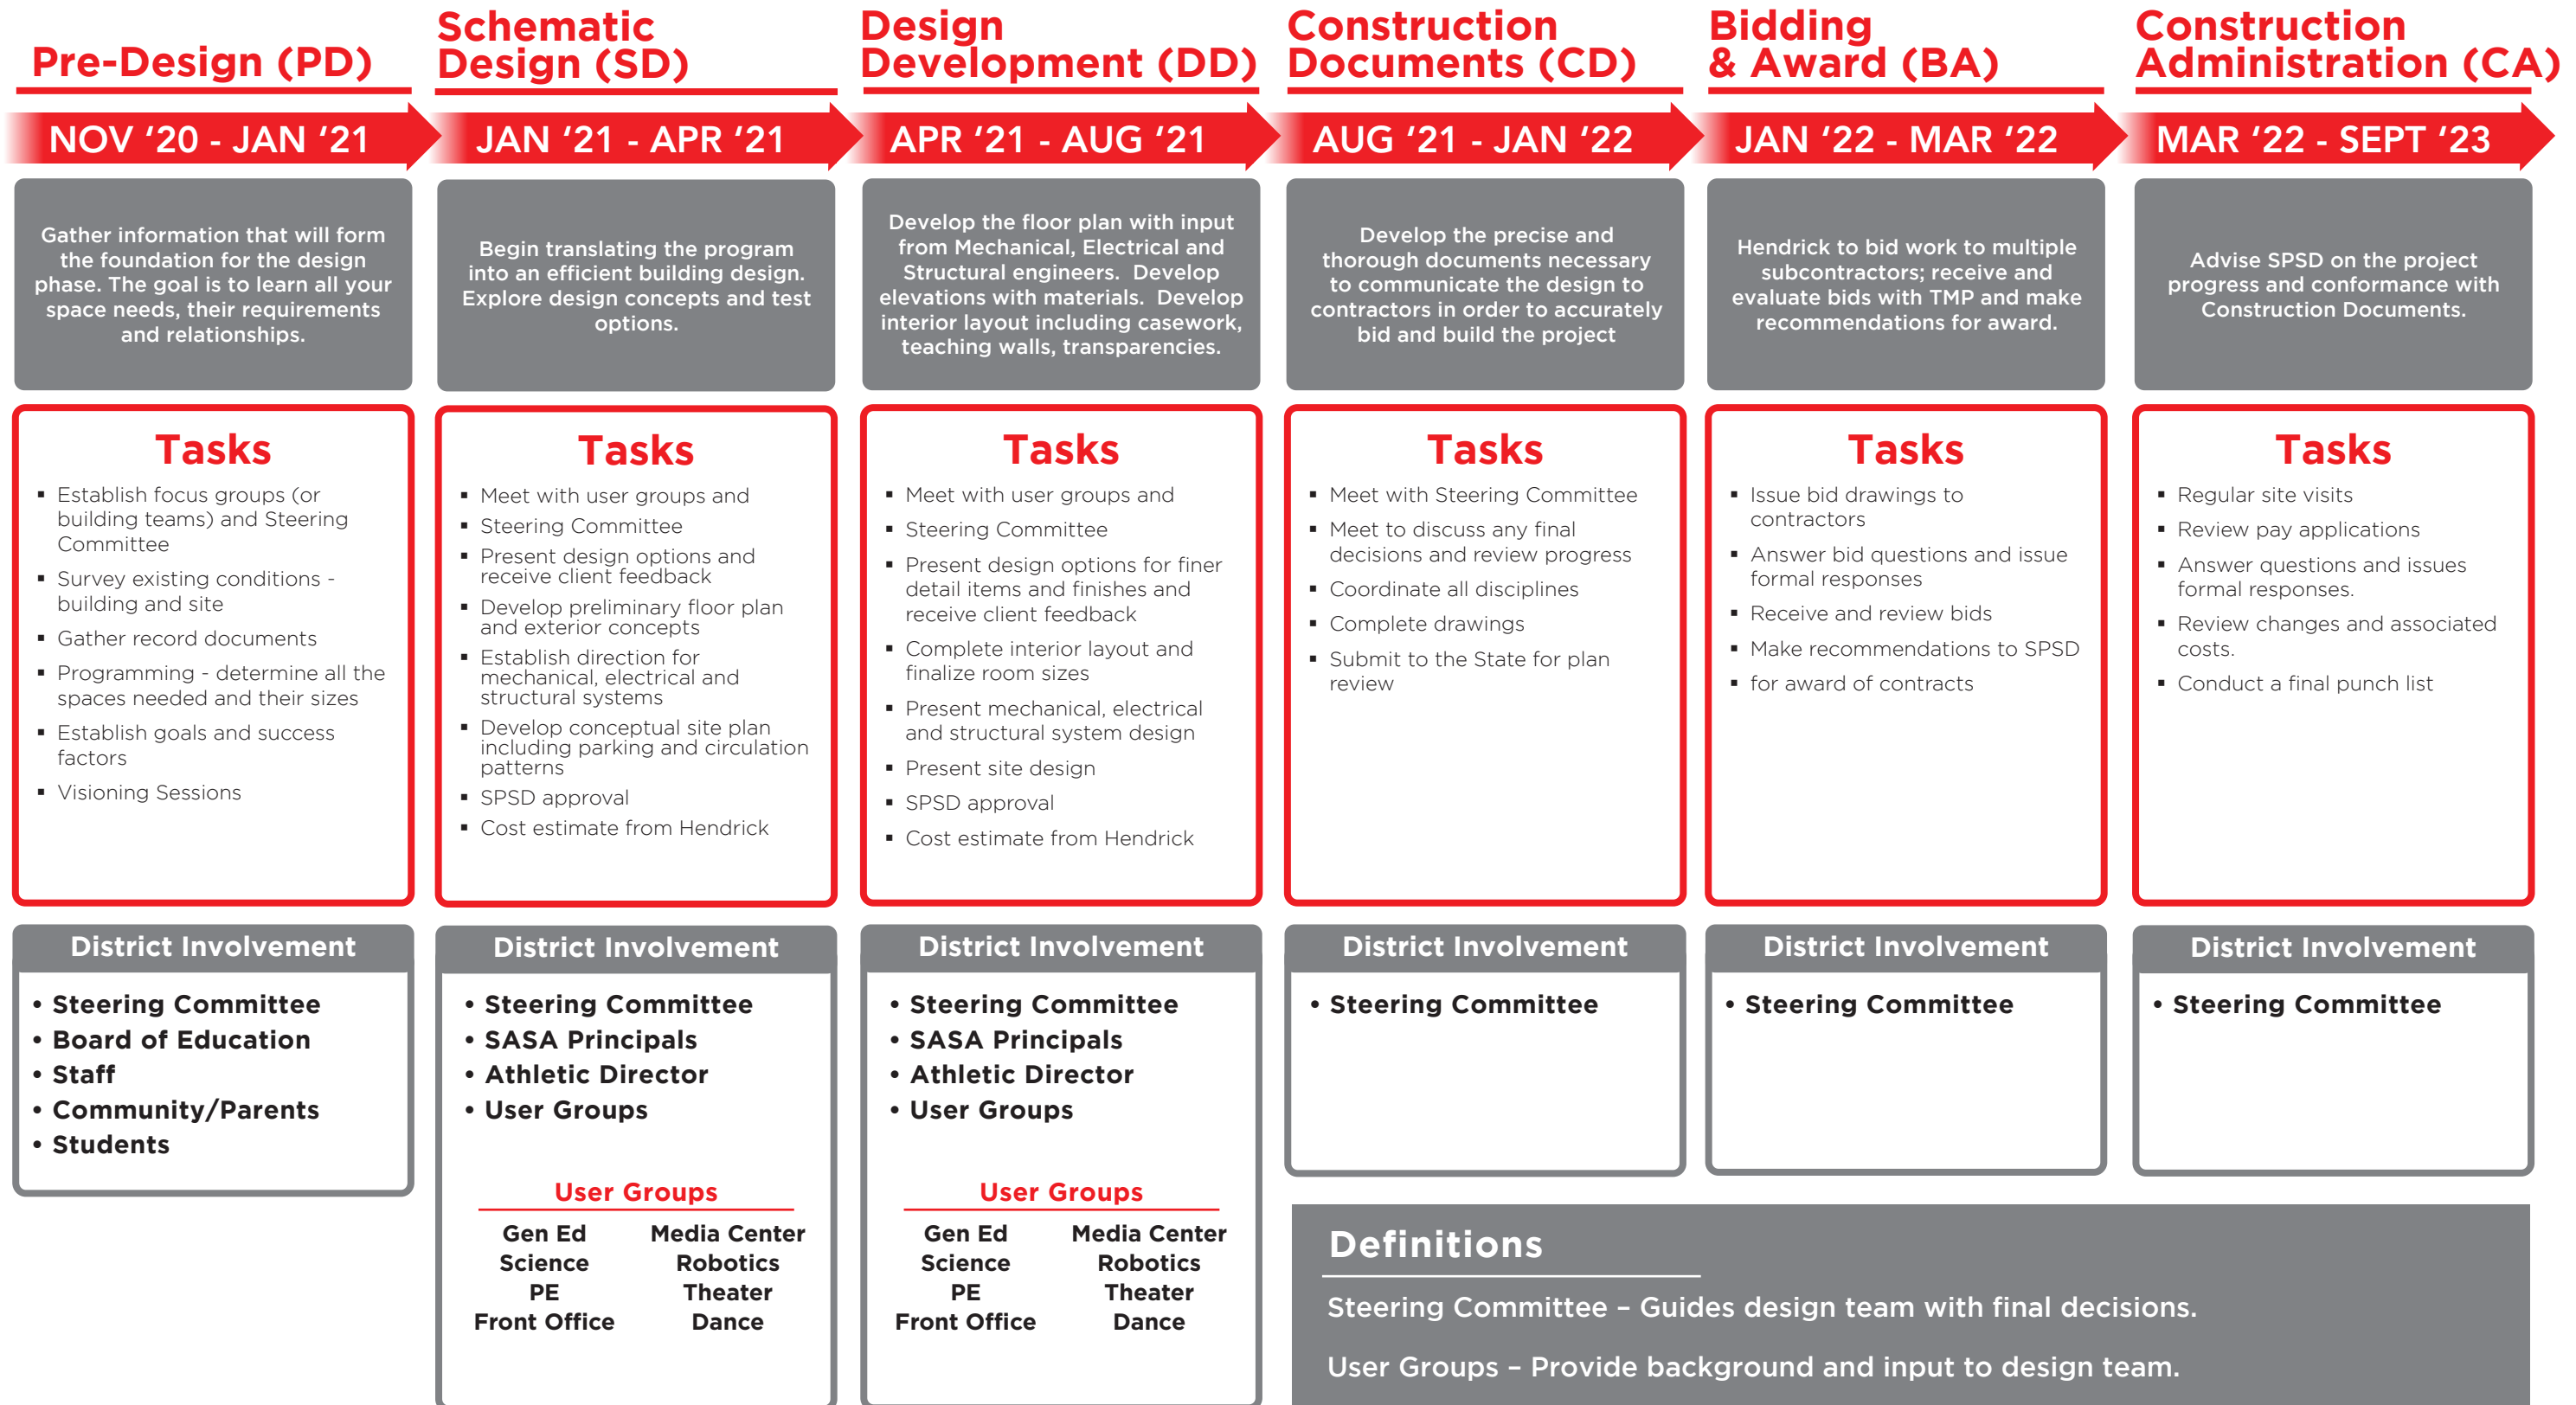 Pre-Design (PD)
NOV ‘20 - JAN ‘21
Gather information that will form
the foundation for the design
phase. The goal is to learn all your
space needs, their requirements
and relationships.
Tasks
▪ Establish focus groups (or
building teams) and Steering
Committee
▪ Survey existing conditions -
building and site
▪ Gather record documents
▪ Programming - determine all the
spaces needed and their sizes
▪ Establish goals and success
factors
▪ Visioning Sessions
District Involvement
• Steering Committee
• Board of Education
• Staff
• Community/Parents
• Students
Schematic
Design (SD)
JAN ‘21 - APR ‘21
Begin translating the program
into an efficient building design.
Explore design concepts and test
options.
Tasks
▪ Meet with user groups and
▪ Steering Committee
▪ Present design options and
receive client feedback
▪ Develop preliminary floor plan
and exterior concepts
▪ Establish direction for
mechanical, electrical and
structural systems
▪ Develop conceptual site plan
including parking and circulation
patterns
▪ SPSD approval
▪ Cost estimate from Hendrick
District Involvement
• Steering Committee
• SASA Principals
• Athletic Director
• User Groups
User Groups
Gen Ed Media Center
Science Robotics
PE Theater
Front Office Dance
Design
Development (DD)
APR ‘21 - AUG ‘21
Develop the floor plan with input
from Mechanical, Electrical and
Structural engineers. Develop
elevations with materials. Develop
interior layout including casework,
teaching walls, transparencies.
Tasks
▪ Meet with user groups and
▪ Steering Committee
▪ Present design options for finer
detail items and finishes and
receive client feedback
▪ Complete interior layout and
finalize room sizes
▪ Present mechanical, electrical
and structural system design
▪ Present site design
▪ SPSD approval
▪ Cost estimate from Hendrick
District Involvement
• Steering Committee
• SASA Principals
• Athletic Director
• User Groups
User Groups
Gen Ed Media Center
Science Robotics
PE Theater
Front Office Dance
Construction
Documents (CD)
AUG ‘21 - JAN ‘22
Develop the precise and
thorough documents necessary
to communicate the design to
contractors in order to accurately
bid and build the project
Tasks
▪ Meet with Steering Committee
▪ Meet to discuss any final
decisions and review progress
▪ Coordinate all disciplines
▪ Complete drawings
▪ Submit to the State for plan
review
District Involvement
• Steering Committee
Bidding
& Award (BA)
JAN ‘22 - MAR ‘22
Hendrick to bid work to multiple
subcontractors; receive and
evaluate bids with TMP and make
recommendations for award.
Tasks
▪ Issue bid drawings to
contractors
▪ Answer bid questions and issue
formal responses
▪ Receive and review bids
▪ Make recommendations to SPSD
▪ for award of contracts
District Involvement
• Steering Committee
Construction
Administration (CA)
MAR ‘22 - SEPT ‘23
Advise SPSD on the project
progress and conformance with
Construction Documents.
Tasks
▪ Regular site visits
▪ Review pay applications
▪ Answer questions and issues
formal responses.
▪ Review changes and associated
costs.
▪ Conduct a final punch list
District Involvement
• Steering Committee
Definitions
Steering Committee – Guides design team with final decisions.
User Groups – Provide background and input to design team.